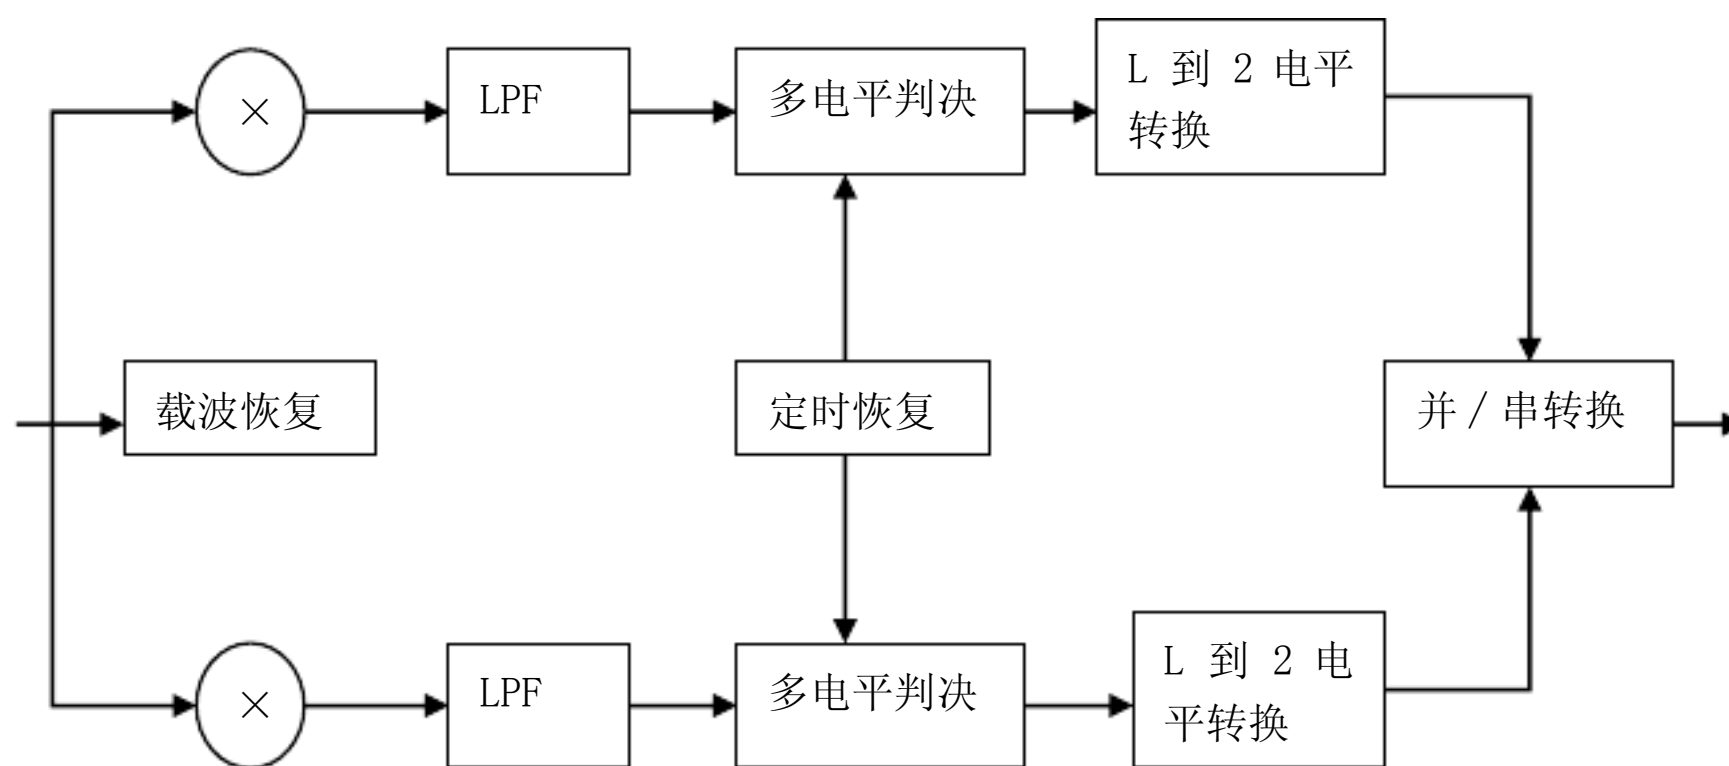 ×
LPF
多电平判决
L 到 2 电平
转换
载波恢复
定时恢复
并/串转换
×
LPF
多电平判决
L 到 2 电
平转换